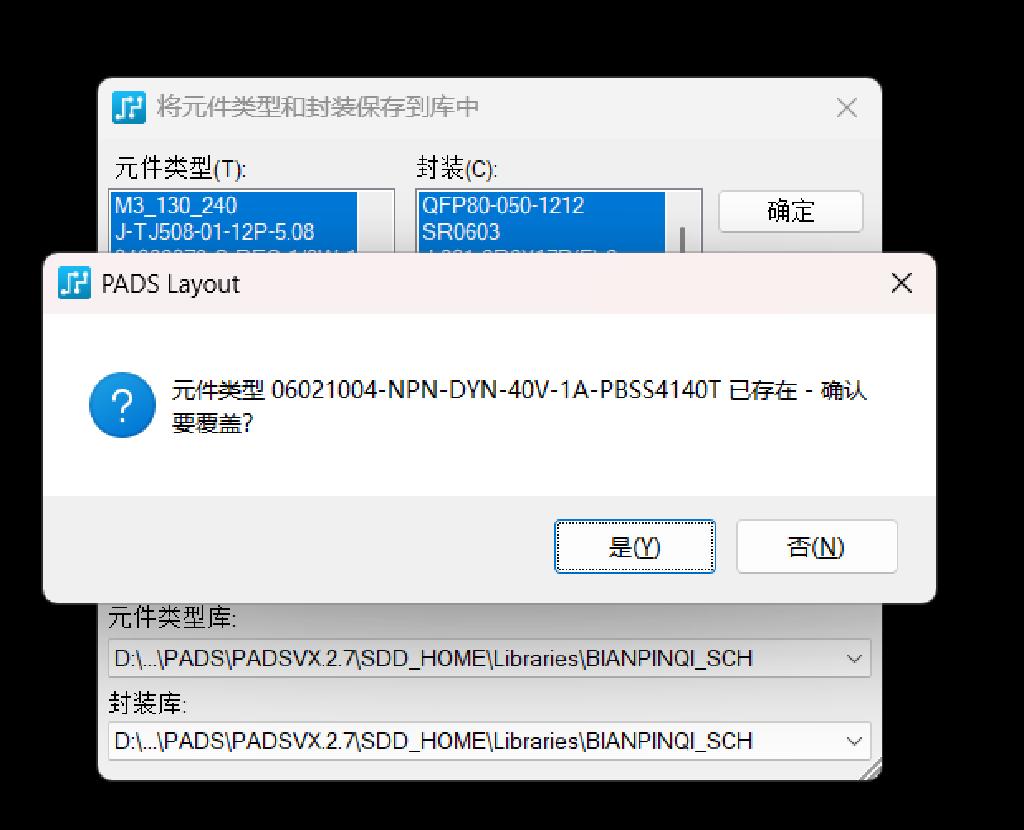 将元件类型和封装保存到库中
元件类型(T):
封装(C):
M3_130_240
J-TJ508-01-12P-5.08
QFP80-050-1212
SR0603
确定
PADS Layout
元件类型 06021004-NPN-DYN-40V-1A-PBSS4140T 已存在 - 确认
要覆盖?
是(Y)
否(N)
元件类型库:
D:\...\PADS\PADSVX.2.7\SDD_HOME\Libraries\BIANPINQI_SCH
封装库:
D:\...\PADS\PADSVX.2.7\SDD_HOME\Libraries\BIANPINQI_SCH